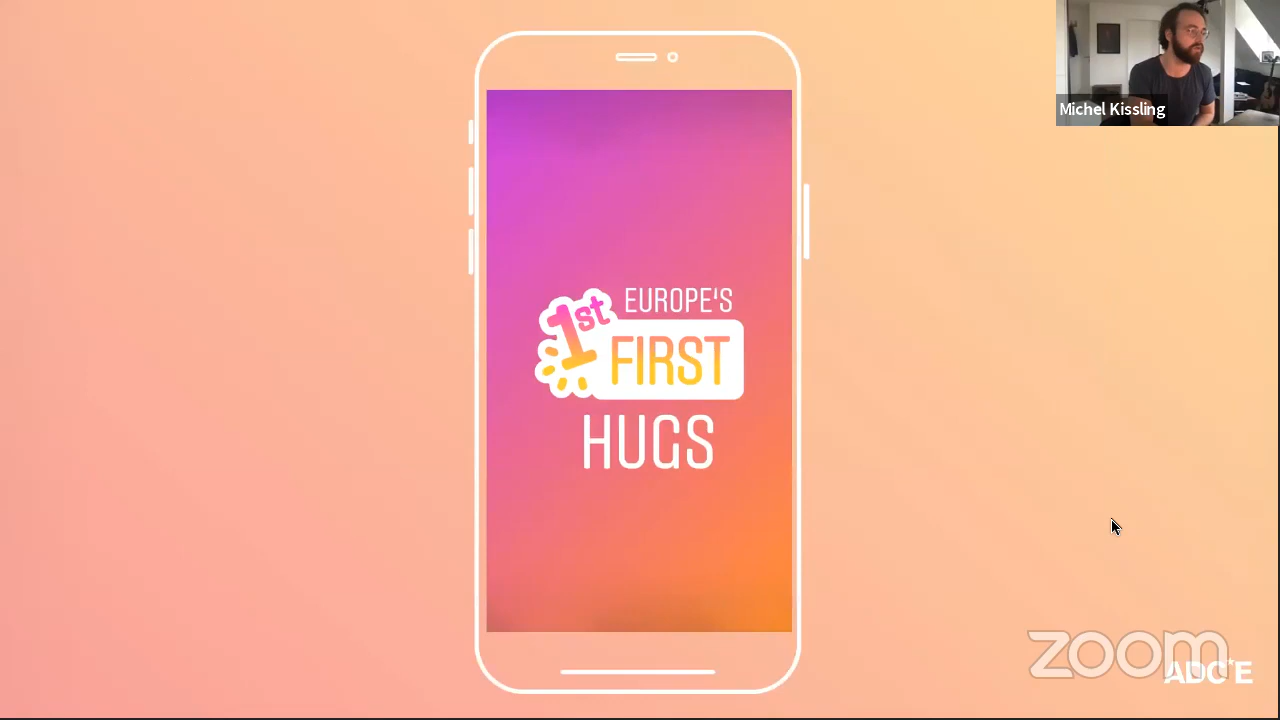 Michel Kissling
1st
EUROPE'S
FIRST
HUGS
zoom
ADC*E